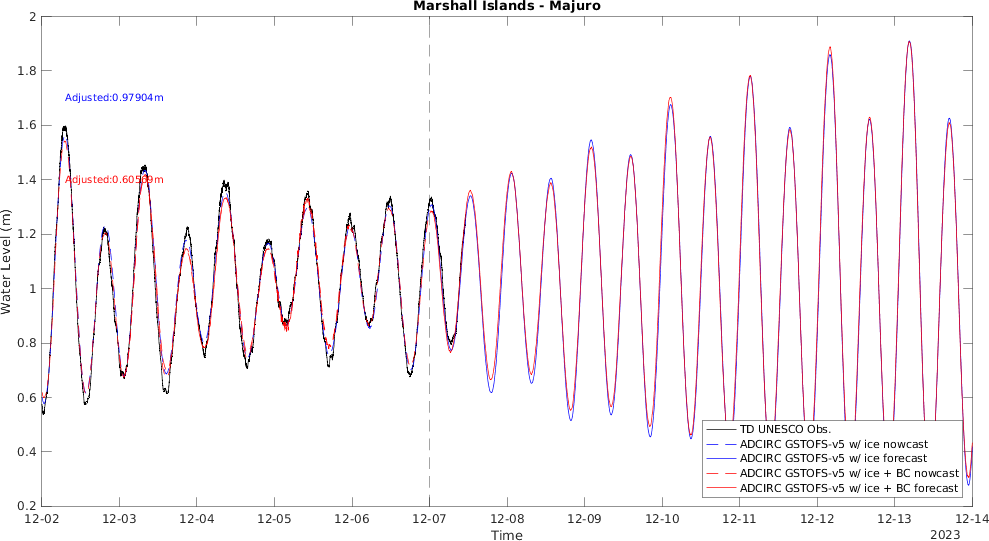 Marshall Islands - Majuro
2
1.8
1.6
1.4
1.2
1
0.8
0.6
0.4
0.2
Water Level (m)
Adjusted:0.97904m
Adjusted:0.60569m
TD UNESCO Obs.
ADCIRC GSTOFS-v5 w/ ice nowcast
ADCIRC GSTOFS-v5 w/ ice forecast
ADCIRC GSTOFS-v5 w/ ice + BC nowcast
ADCIRC GSTOFS-v5 w/ ice + BC forecast
12-02 12-03 12-04 12-05 12-06 12-07 12-08 12-09 12-10 12-11 12-12 12-13 12-14
Time
2023